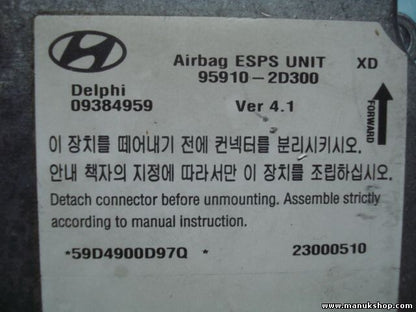 Airbag ESPS UNIT XD
95910-2D300
Delphi
09384959
Ver 4.1
FORWARD
이 장치를 떼어내기 전에 컨넥터를 분리시키시오.
안내 책자의 지정에 따라서만 이 장치를 조립하십시오.
Detach connector before unmounting. Assemble strictly
according to manual instruction.
*59D4900D97Q * 23000510
www.manukshop.com